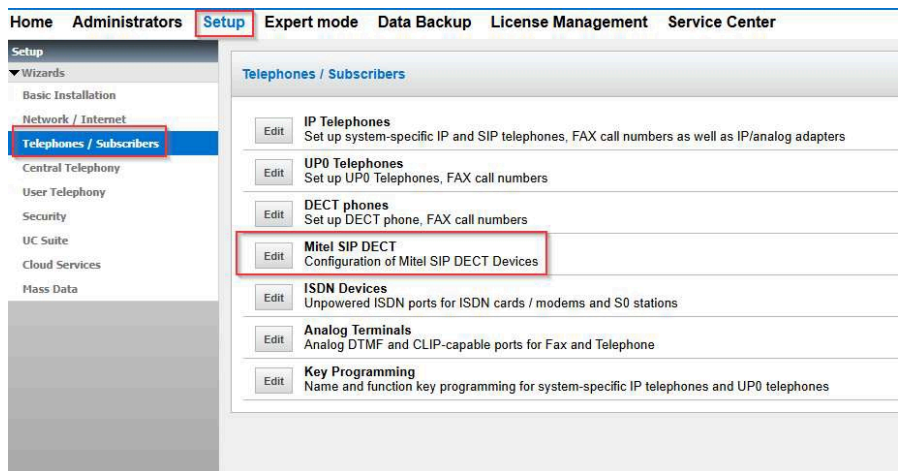 Home Administrators Setup Expert mode Data Backup License Management Service Center
Setup
Wizards
Basic Installation
Network / Internet
Telephones / Subscribers
Central Telephony
User Telephony
Security
UC Suite
Cloud Services
Mass Data
Telephones / Subscribers
Edit
IP Telephones
Set up system-specific IP and SIP telephones, FAX call numbers as well as IP/analog adapters
Edit
UP0 Telephones
Set up UP0 Telephones, FAX call numbers
Edit
DECT phones
Set up DECT phone, FAX call numbers
Edit
Mitel SIP DECT
Configuration of Mitel SIP DECT Devices
Edit
ISDN Devices
Unpowered ISDN ports for ISDN cards / modems and S0 stations
Edit
Analog Terminals
Analog DTMF and CLIP-capable ports for Fax and Telephone
Edit
Key Programming
Name and function key programming for system-specific IP telephones and UP0 telephones